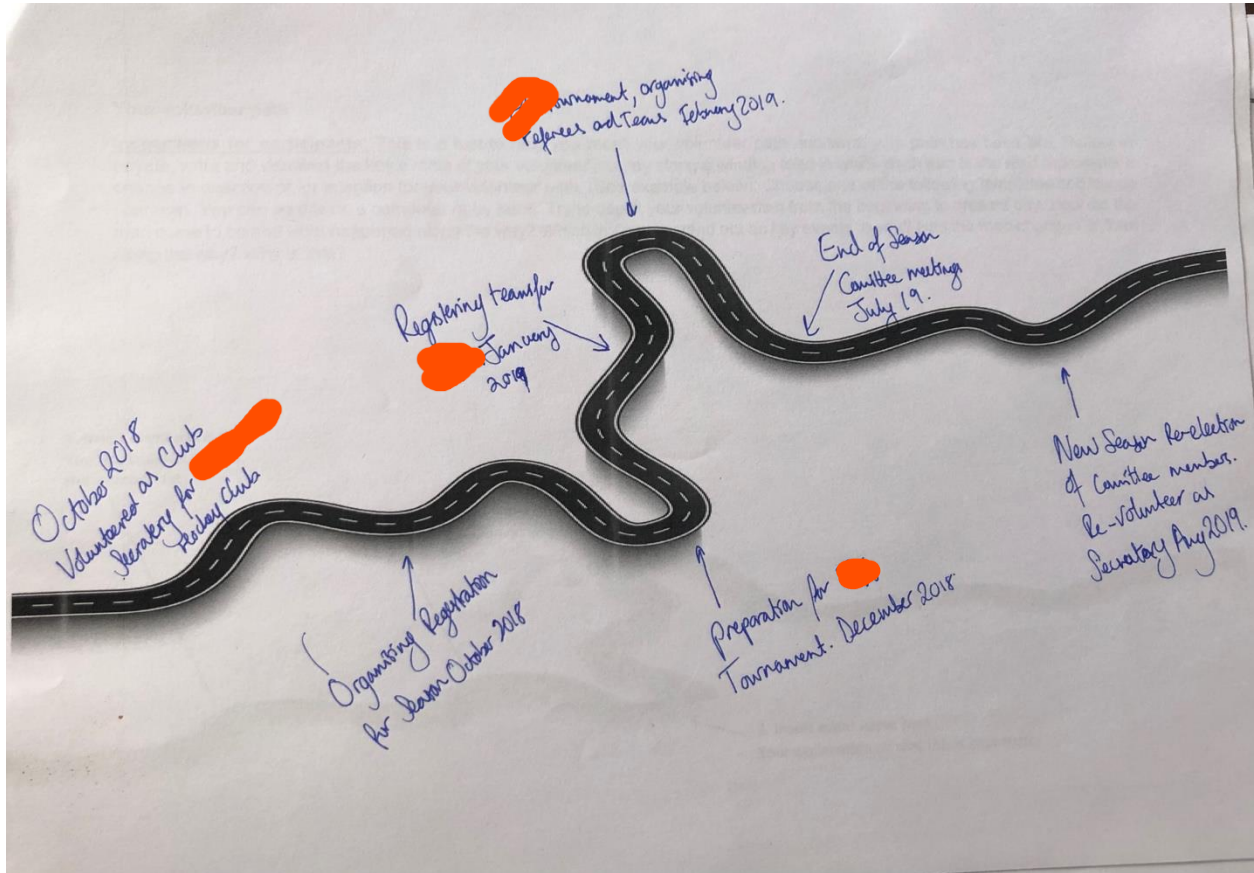 October 2018
Volunteered as Club
Secretary for
Hockey Club
Organising Registration
for Season October 2018
Preparation for
Tournament. December 2018
Registering transfer
January
2019
Tournament, organising
referees and Teams February 2019.
End of Season
Committee meetings
July 19.
New Season Re-election
of Committee members.
Re-volunteer as
Secretary Aug 2019.